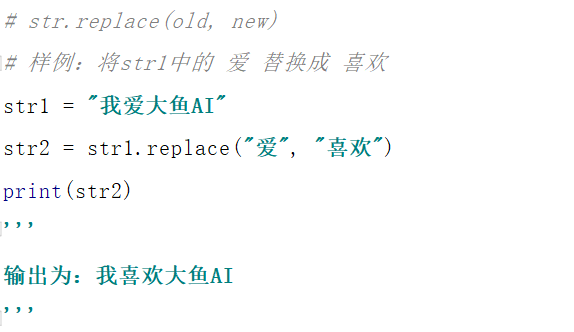 # str.replace(old, new)
# 样例：将str1中的 爱 替换成 喜欢
str1 = "我爱大鱼AI"
str2 = str1.replace("爱", "喜欢")
print(str2)
'''
输出为：我喜欢大鱼AI
'''